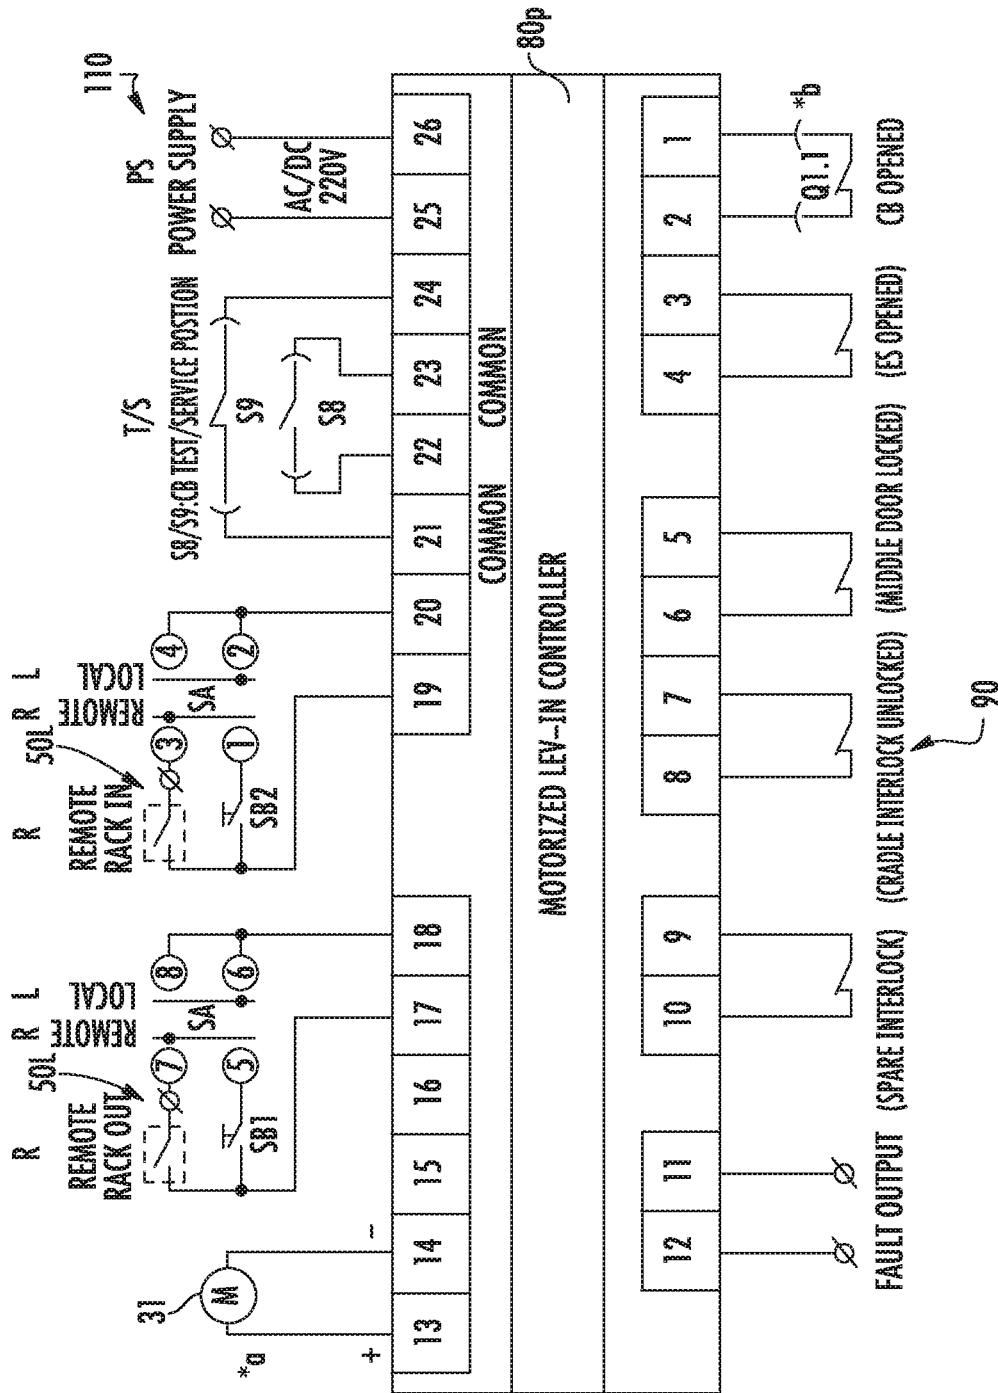 110
PS
POWER SUPPLY
AC/DC
220V
T/S
S8/S9:CB TEST/SERVICE POSTION
S9
S8
R
R
L
50L
REMOTE
RACK IN
REMOTE
LOCAL
SA
3
4
1
2
SB2
R
R
L
50L
REMOTE
RACK OUT
REMOTE
LOCAL
SA
7
8
5
6
SB1
31
M
*a
+
-
13
14
15
16
17
18
19
20
21
22
23
24
25
26
COMMON
COMMON
MOTORIZED LEV-IN CONTROLLER
80p
12
11
10
9
8
7
6
5
4
3
2
1
*b
Q1.1
FAULT OUTPUT
(SPARE INTERLOCK)
(CRADLE INTERLOCK UNLOCKED)
(MIDDLE DOOR LOCKED)
(ES OPENED)
CB OPENED
90